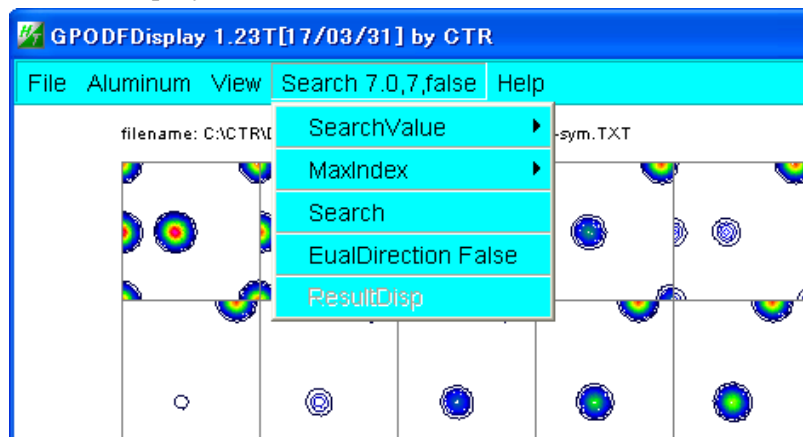 GPODFDisplay 1.23T[17/03/31] by CTR
File Aluminum View Search 7.0,7,false Help
filename: C:\CTR\ -sym.TXT
SearchValue
MaxIndex
Search
EualDirection False
ResultDisp